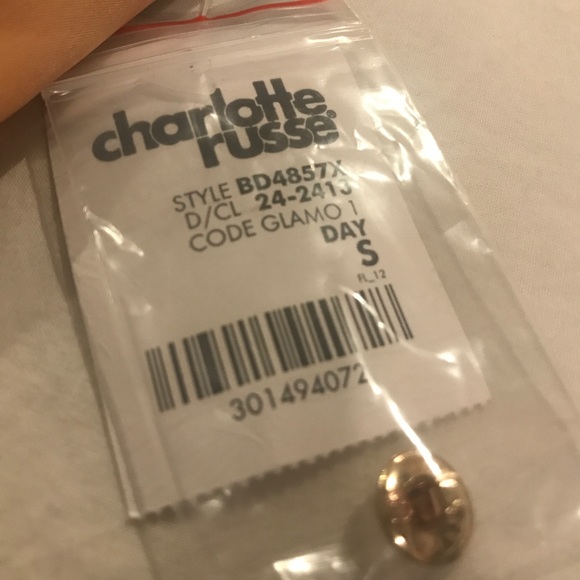 charlotte
russe
STYLE BD4857X
D/CL 24-2413
CODE GLAMO 1
DAY
S
FL_12
301494072